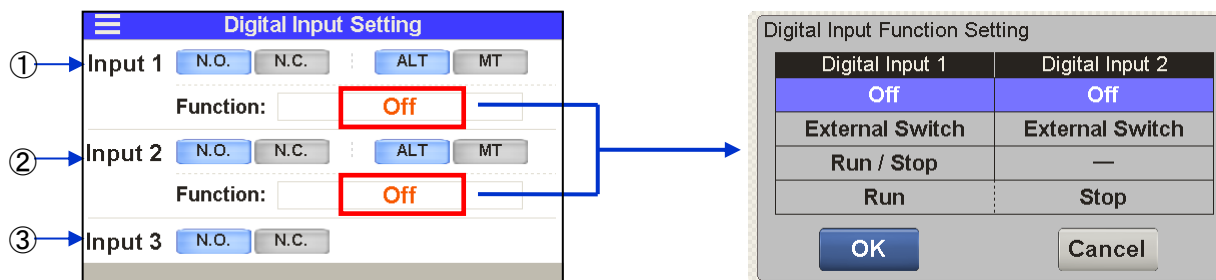 Digital Input Setting
① Input 1 N.O. N.C. ALT MT
Function: Off
② Input 2 N.O. N.C. ALT MT
Function: Off
③ Input 3 N.O. N.C.
Digital Input Function Setting
Digital Input 1 Digital Input 2
Off Off
External Switch External Switch
Run / Stop —
Run Stop
OK Cancel